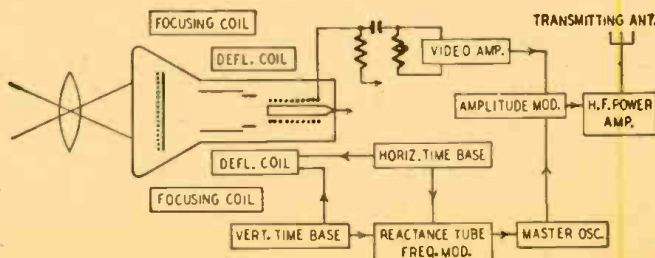 FOCUSING COIL
TRANSMITTING ANT.
DEFL. COIL
VIDEO AMP.
AMPLITUDE MOD.
H.F. POWER
AMP.
DEFL. COIL
HORIZ. TIME BASE
FOCUSING COIL
VERT. TIME BASE
REACTANCE TUBE
FREQ. MOD.
MASTER OSC.